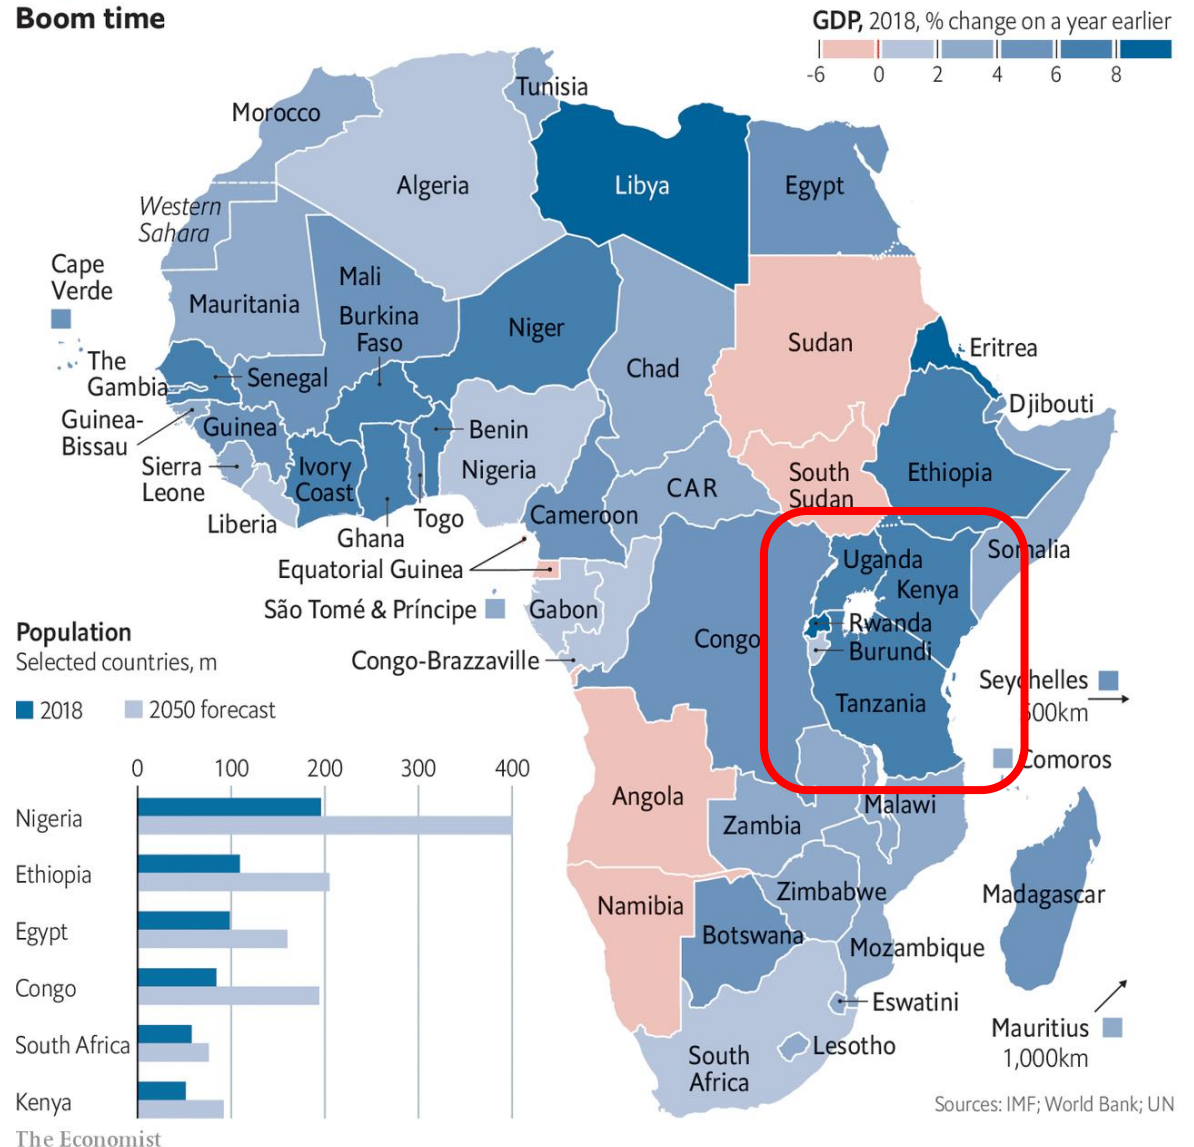 Boom time
GDP, 2018, % change on a year earlier
-6 0 2 4 6 8
Tunisia
Morocco
Algeria
Libya
Egypt
Western
Sahara
Cape
Verde
Mauritania
Mali
Burkina
Faso
Niger
Chad
Sudan
Eritrea
The
Gambia
Senegal
Djibouti
Guinea-
Bissau
Guinea
Benin
Sierra
Leone
Ivory
Coast
Nigeria
CAR
South
Sudan
Ethiopia
Liberia
Ghana
Togo
Cameroon
Somalia
Equatorial Guinea
Uganda
Kenya
São Tomé & Príncipe
Gabon
Congo
Rwanda
Burundi
Congo-Brazzaville
Tanzania
Seychelles
500km
Comoros
Angola
Zambia
Malawi
Namibia
Zimbabwe
Madagascar
Botswana
Mozambique
Eswatini
Mauritius
1,000km
Lesotho
South
Africa
Population
Selected countries, m
2018
2050 forecast
0 100 200 300 400
Nigeria
Ethiopia
Egypt
Congo
South Africa
Kenya
Sources: IMF; World Bank; UN
The Economist